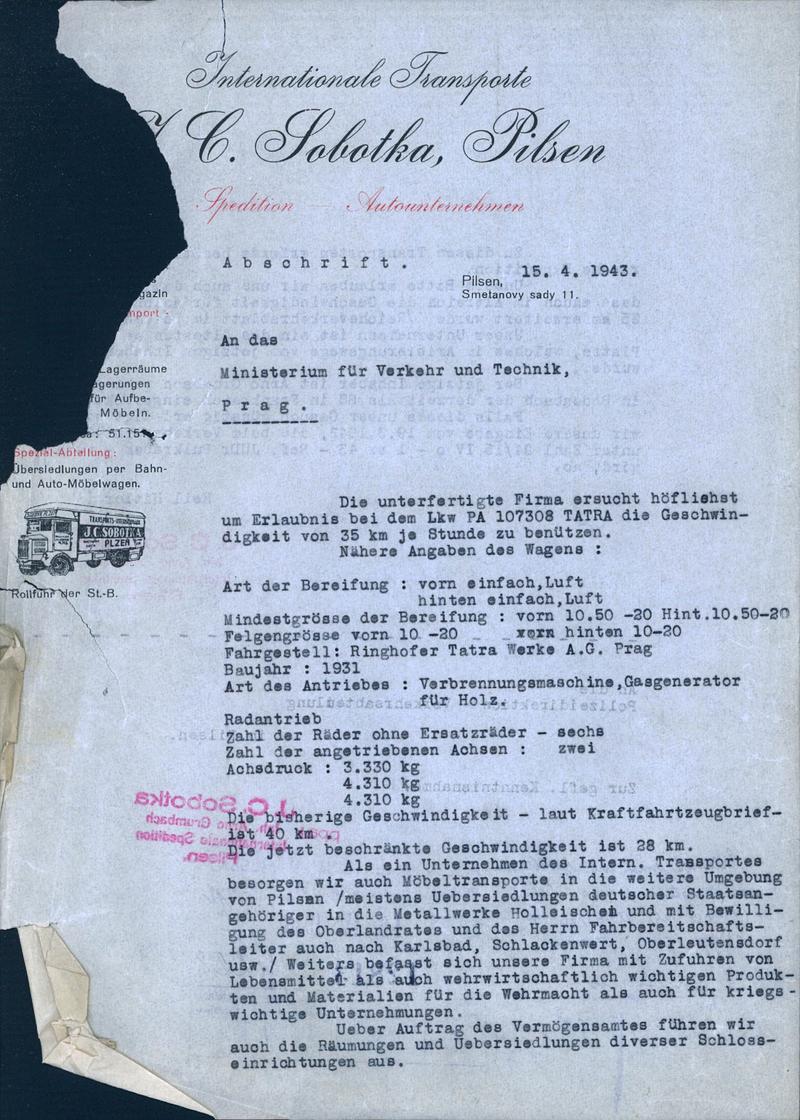 Internationale Transporte
C. Sobotka, Pilsen
Spedition — Autounternehmen
Abschrift.
15. 4. 1943.
Pilsen,
Smetanovy sady 11.
An das
Ministerium für Verkehr und Technik,
Prag.
Lagerräume
für Aufbe-
Möbeln.
51.15
Spezial-Abteilung:
Übersiedlungen per Bahn-
und Auto-Möbelwagen.
J.C.SOBOTKA
PLZEŇ
Rollfuhr der St.-B.
Die unterfertigte Firma ersucht höflichst
um Erlaubnis bei dem Lkw PA 107308 TATRA die Geschwin-
digkeit von 35 km je Stunde zu benützen.
Nähere Angaben des Wagens :
Art der Bereifung : vorn einfach,Luft
hinten einfach,Luft
Mindestgrösse der Bereifung : vorn 10.50 -20 Hint.10.50-20
Felgengrösse vorn 10 -20 vorn hinten 10-20
Fahrgestell: Ringhofer Tatra Werke A.G. Prag
Baujahr : 1931
Art des Antriebes : Verbrennungsmaschine,Gasgenerator
für Holz.
Radantrieb
Zahl der Räder ohne Ersatzräder - sechs
Zahl der angetriebenen Achsen : zwei
Achsdruck : 3.330 kg
4.310 kg
4.310 kg
Die bisherige Geschwindigkeit - laut Kraftfahrtzeugbrief-
ist 40 km
Die jetzt beschränkte Geschwindigkeit ist 28 km.
Als ein Unternehmen des Intern. Transportes
besorgen wir auch Möbeltransporte in die weitere Umgebung
von Pilsen /meistens Uebersiedlungen deutscher Staatsan-
gehöriger in die Metallwerke Holleischen und mit Bewilli-
gung des Oberlandrates und des Herrn Fahrbereitschafts-
leiter auch nach Karlsbad, Schlackenwert, Oberleutensdorf
usw./ Weiters befasst sich unsere Firma mit Zufuhren von
Lebensmittel als auch wehrwirtschaftlich wichtigen Produk-
ten und Materialien für die Wehrmacht als auch für kriegs-
wichtige Unternehmungen.
Ueber Auftrag des Vermögensamtes führen wir
auch die Räumungen und Uebersiedlungen diverser Schloss-
einrichtungen aus.